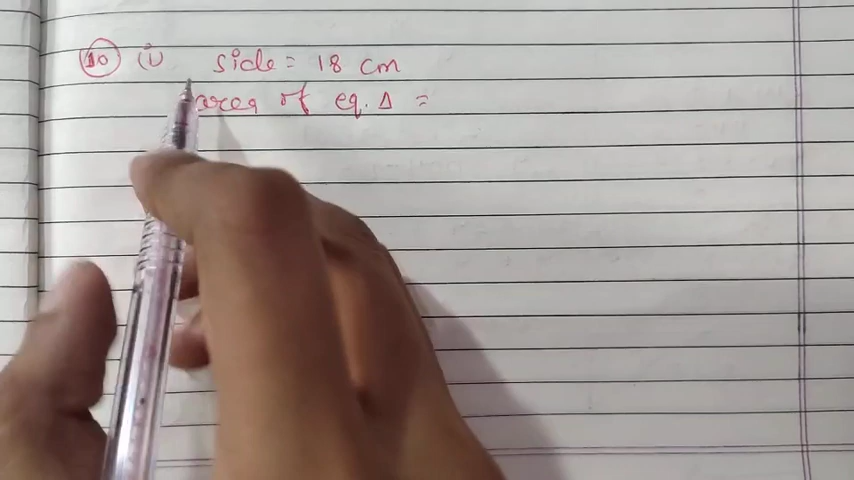 10 (i) side = 18 cm
area of eq. Δ =